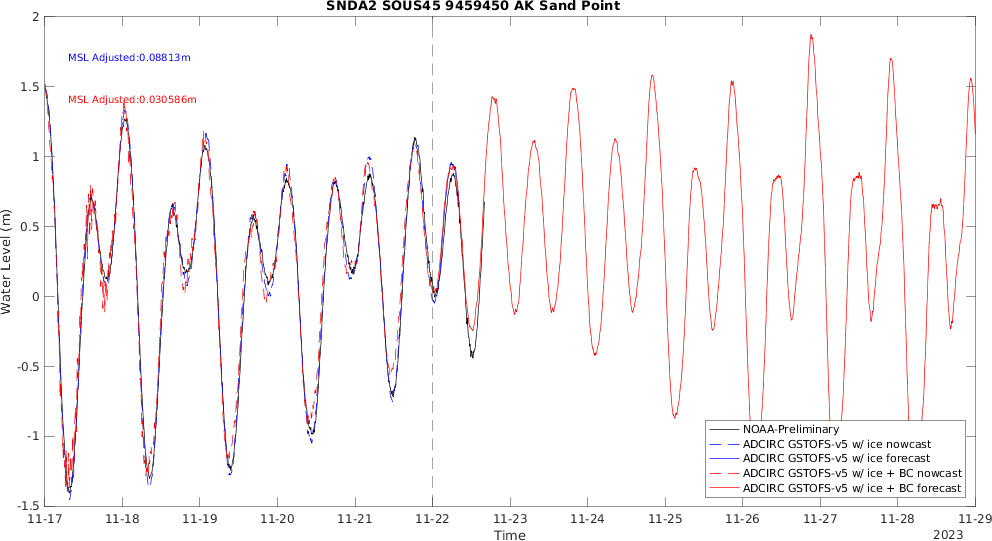 SNDA2 SOUS45 9459450 AK Sand Point
MSL Adjusted:0.08813m
MSL Adjusted:0.030586m
Water Level (m)
2
1.5
1
0.5
0
-0.5
-1
-1.5
11-17 11-18 11-19 11-20 11-21 11-22 11-23 11-24 11-25 11-26 11-27 11-28 11-29
Time
2023
NOAA-Preliminary
ADCIRC GSTOFS-v5 w/ ice nowcast
ADCIRC GSTOFS-v5 w/ ice forecast
ADCIRC GSTOFS-v5 w/ ice + BC nowcast
ADCIRC GSTOFS-v5 w/ ice + BC forecast